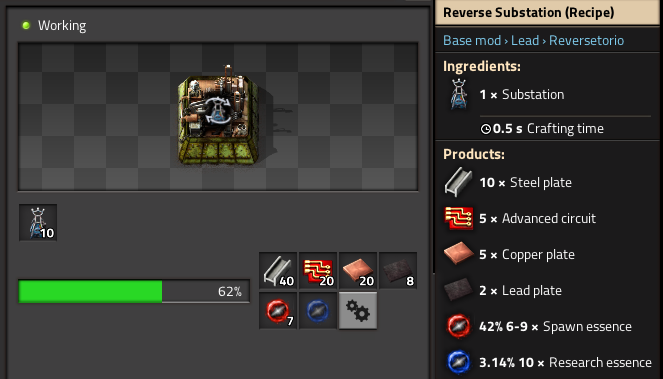 Working
10
62%
40
20
20
8
7
Reverse Substation (Recipe)
Base mod › Lead › Reversetorio
Ingredients:
1 × Substation
0.5 s Crafting time
Products:
10 × Steel plate
5 × Advanced circuit
5 × Copper plate
2 × Lead plate
42% 6-9 × Spawn essence
3.14% 10 × Research essence